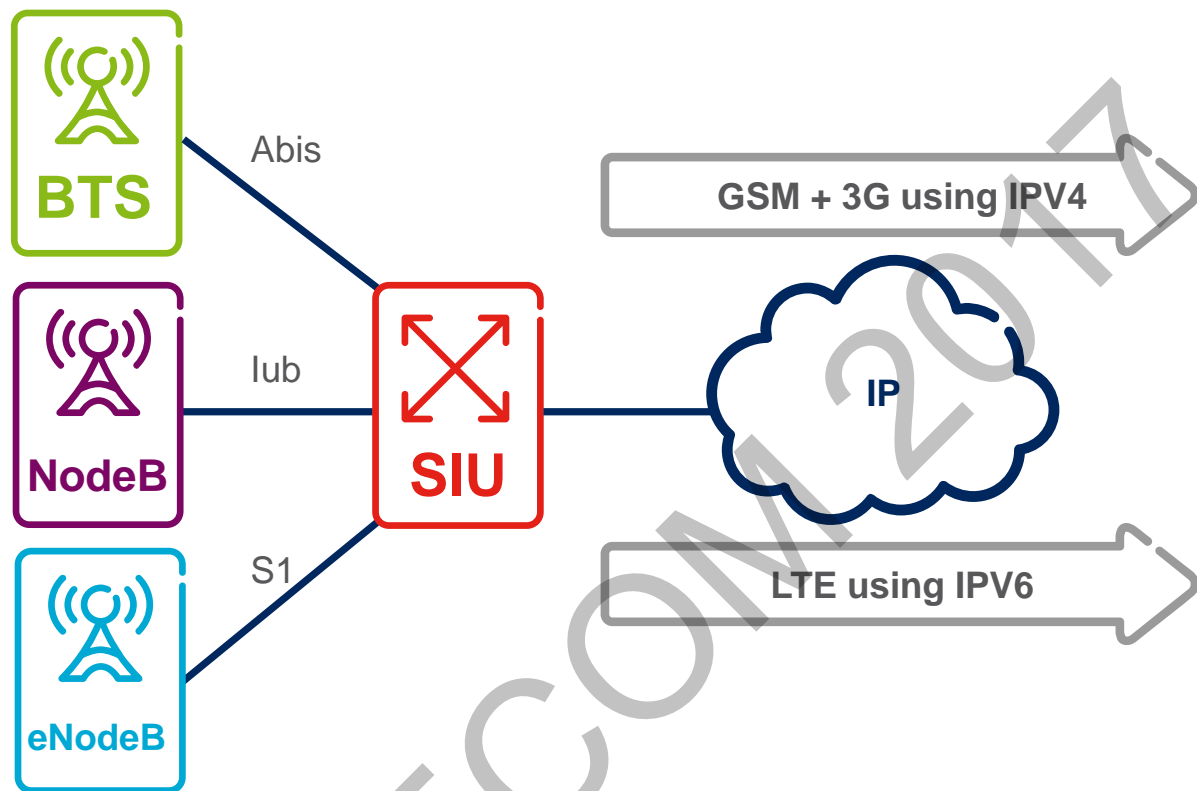 BTS
Abis
GSM + 3G using IPV4
NodeB
Iub
SIU
IP
eNodeB
S1
LTE using IPV6
COM 2017